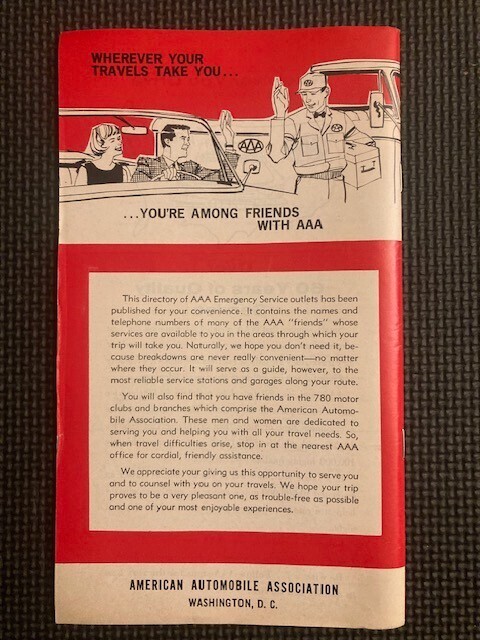 WHEREVER YOUR
TRAVELS TAKE YOU...
AAA
...YOU'RE AMONG FRIENDS
WITH AAA
This directory of AAA Emergency Service outlets has been
published for your convenience. It contains the names and
telephone numbers of many of the AAA "friends" whose
services are available to you in the areas through which your
trip will take you. Naturally, we hope you don't need it, be-
cause breakdowns are never really convenient—no matter
where they occur. It will serve as a guide, however, to the
most reliable service stations and garages along your route.
You will also find that you have friends in the 780 motor
clubs and branches which comprise the American Automo-
bile Association. These men and women are dedicated to
serving you and helping you with all your travel needs. So,
when travel difficulties arise, stop in at the nearest AAA
office for cordial, friendly assistance.
We appreciate your giving us this opportunity to serve you
and to counsel with you on your travels. We hope your trip
proves to be a very pleasant one, as trouble-free as possible
and one of your most enjoyable experiences.
AMERICAN AUTOMOBILE ASSOCIATION
WASHINGTON, D. C.